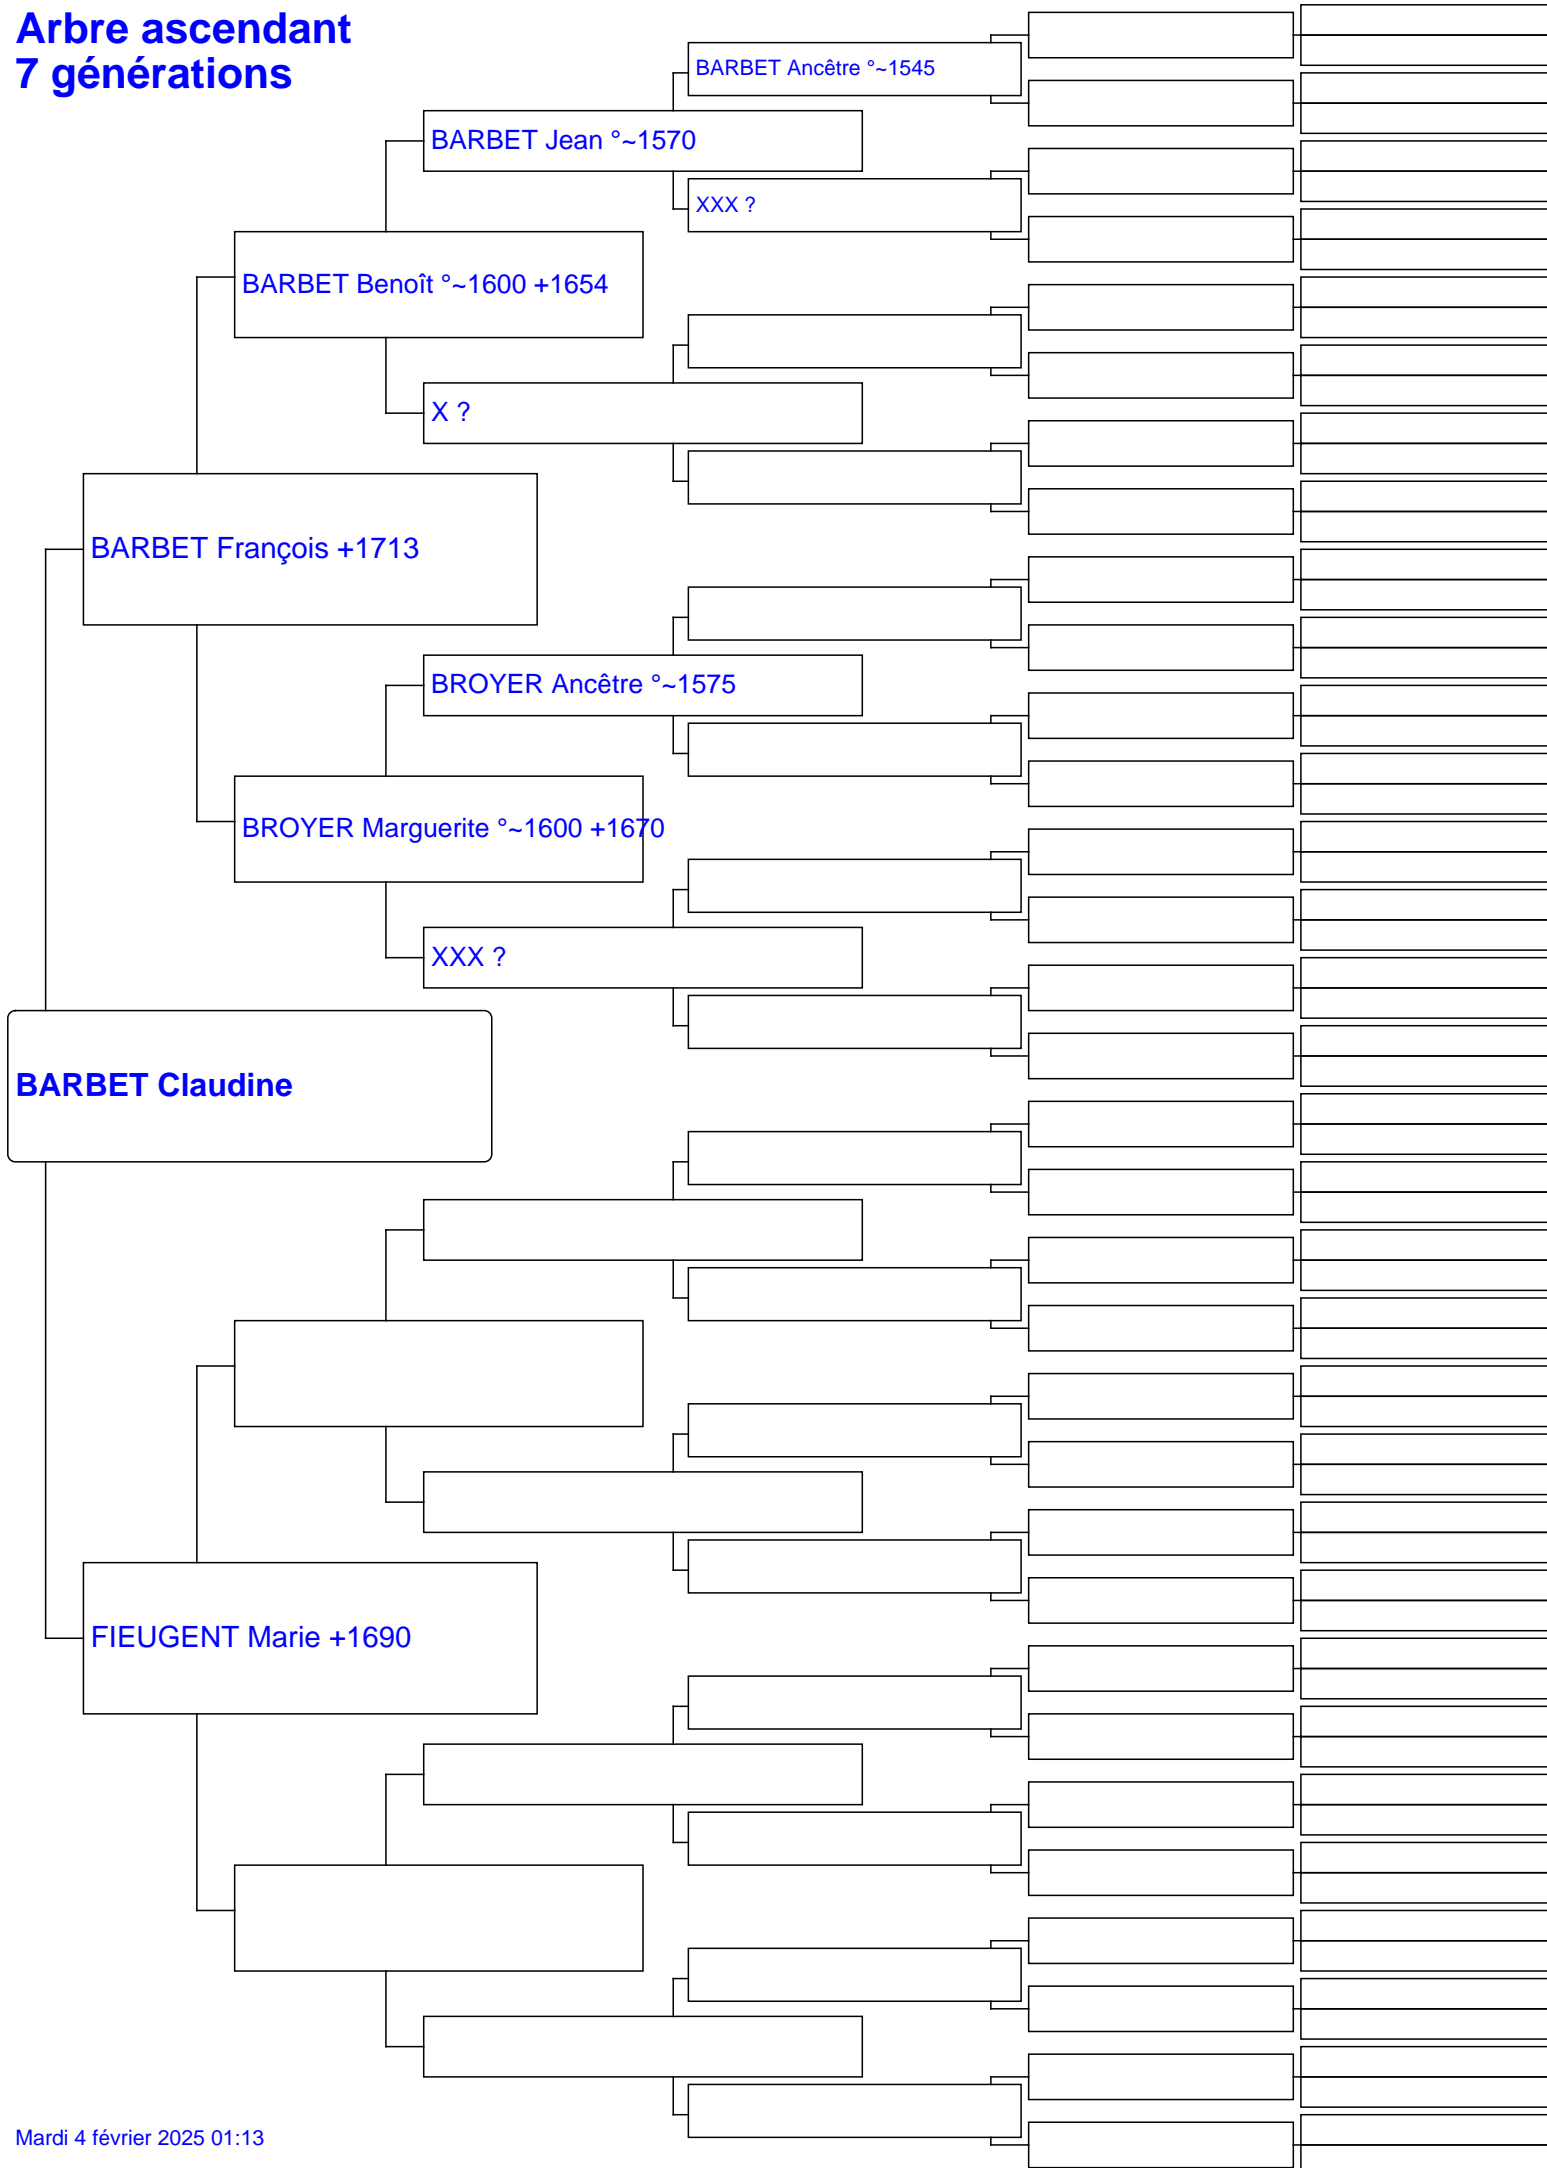 Arbre ascendant
7 générations
BARBET Ancêtre °~1545
BARBET Jean °~1570
XXX ?
BARBET Benoît °~1600 +1654
X ?
BARBET François +1713
BROYER Ancêtre °~1575
BROYER Marguerite °~1600 +1670
XXX ?
BARBET Claudine
FIEUGENT Marie +1690
Mardi 4 février 2025 01:13